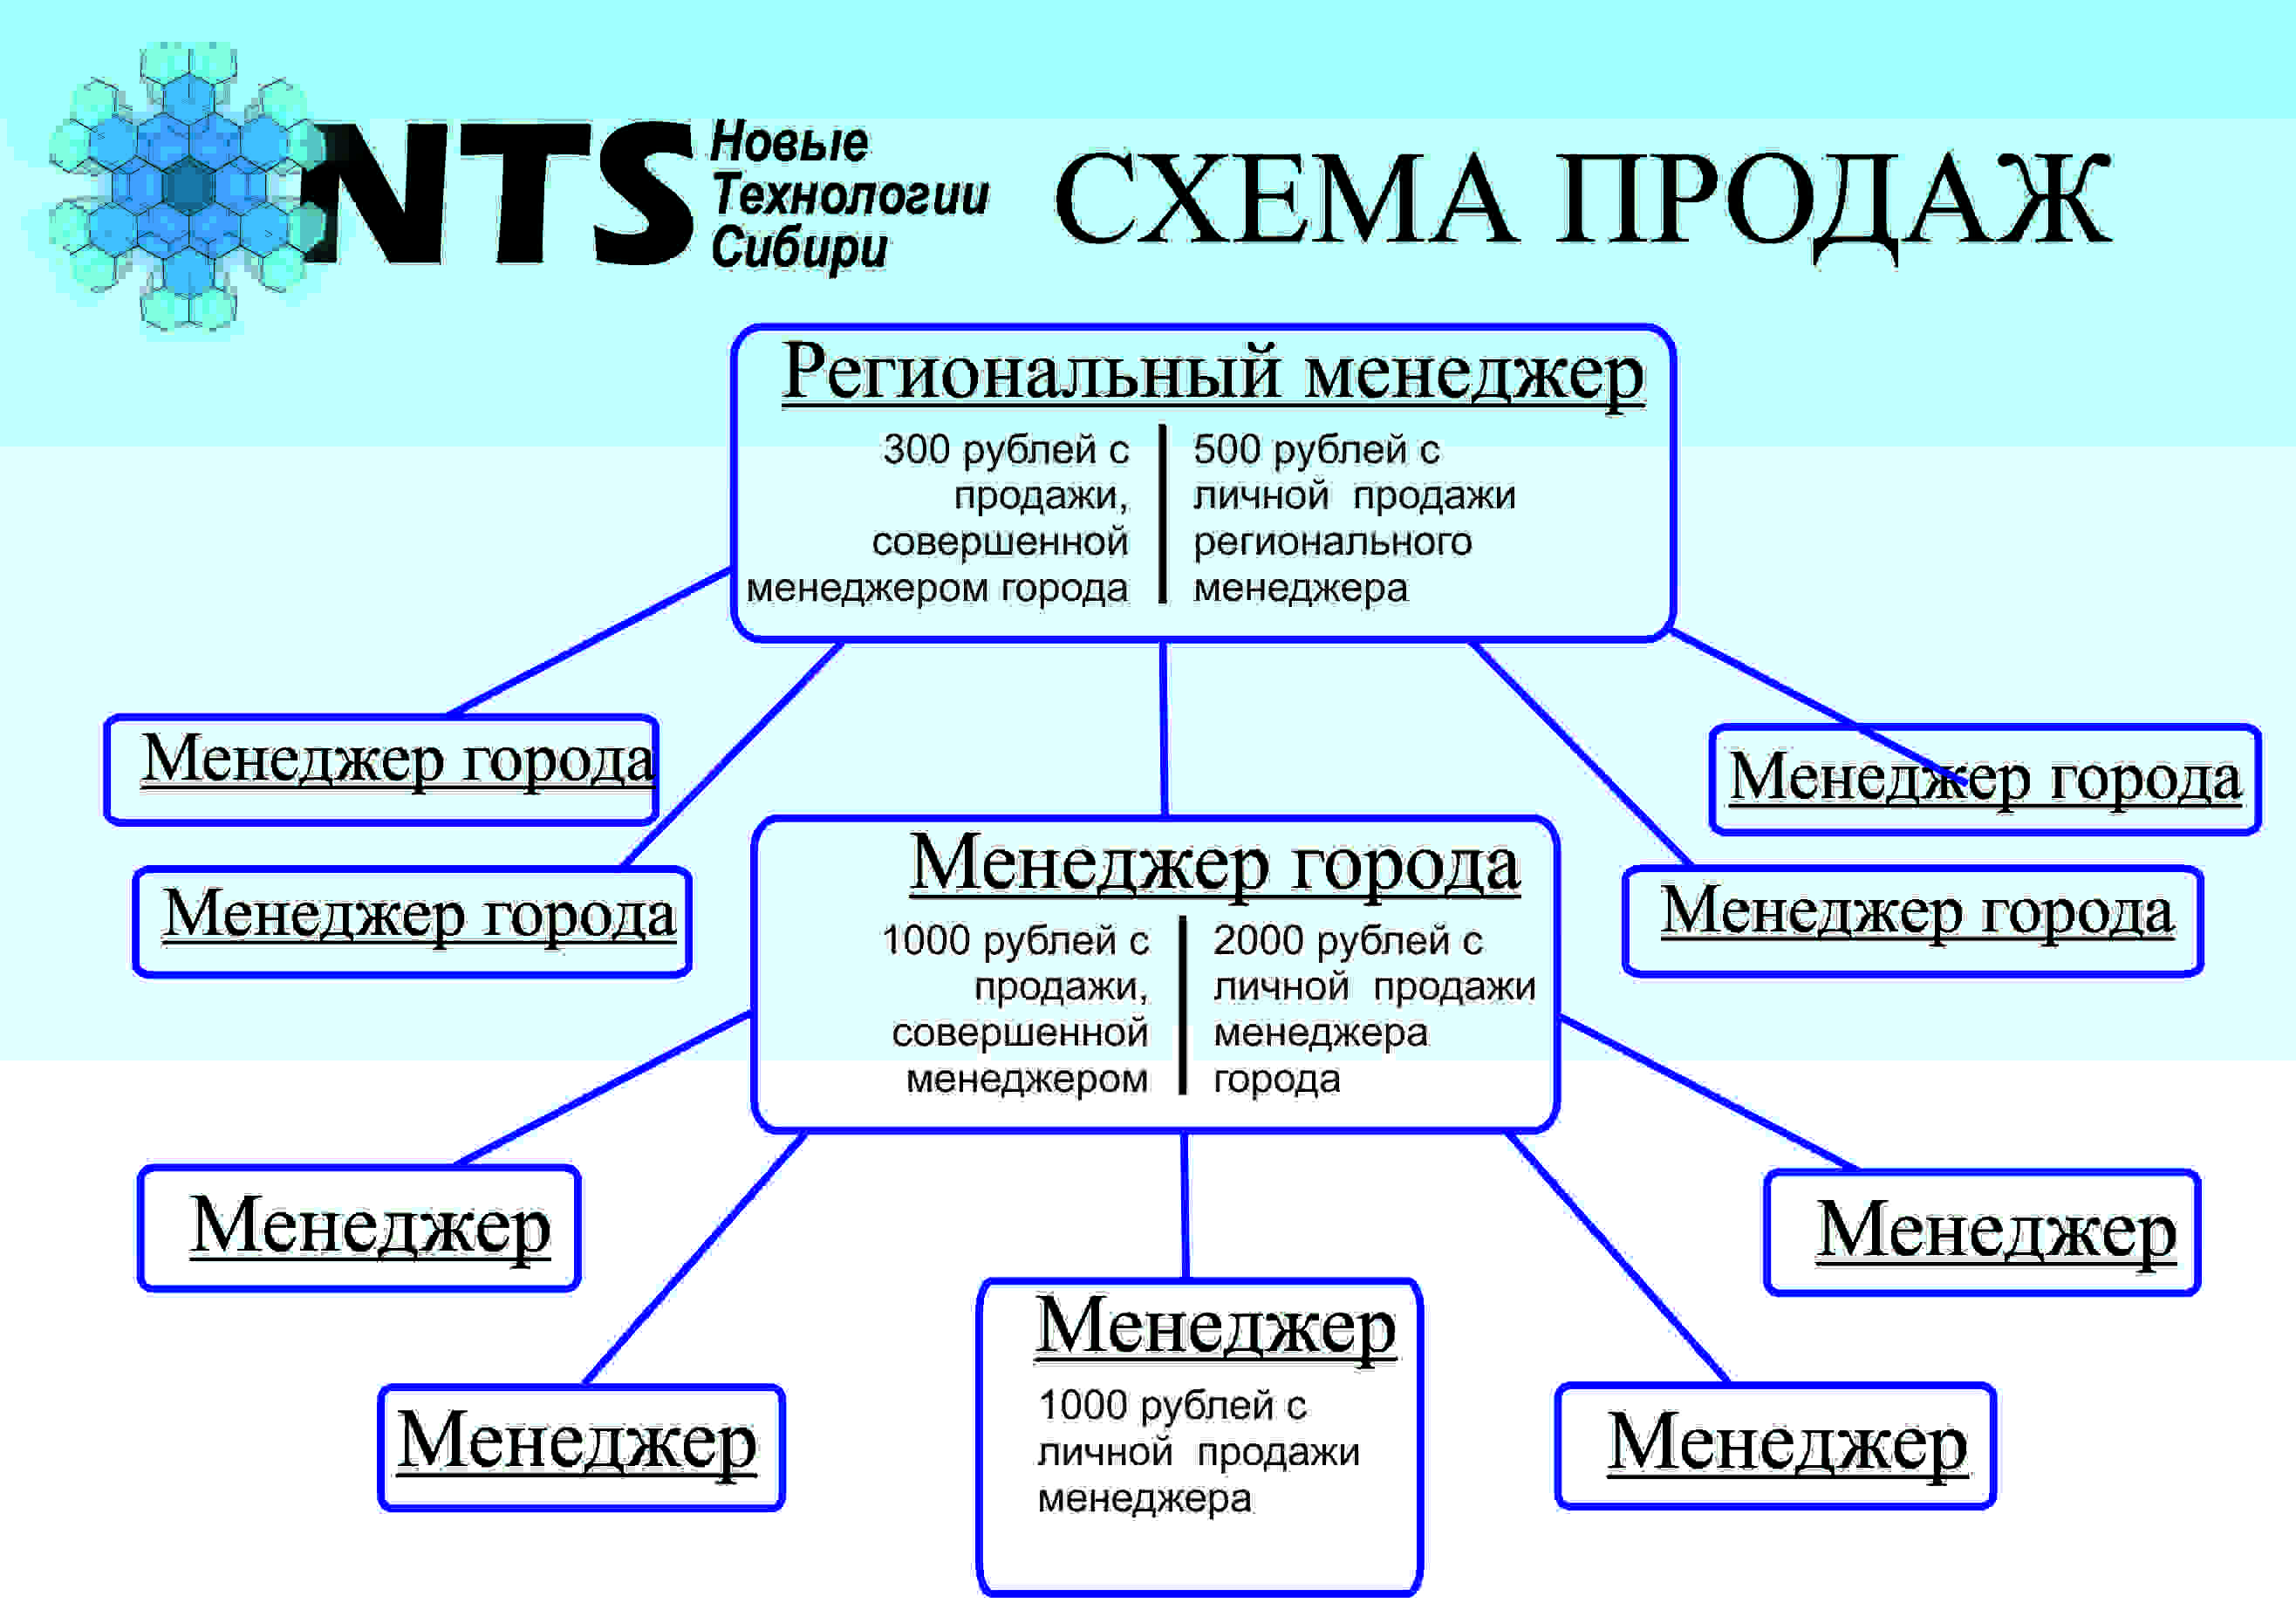 NTS
Новые
Технологии
Сибири
СХЕМА ПРОДАЖ
Региональный менеджер
300 рублей с
продажи,
совершенной
менеджером города
500 рублей с
личной продажи
регионального
менеджера
Менеджер города
Менеджер города
Менеджер города
Менеджер города
Менеджер города
1000 рублей с
продажи,
совершенной
менеджером
2000 рублей с
личной продажи
менеджера
города
Менеджер
Менеджер
Менеджер
1000 рублей с
личной продажи
менеджера
Менеджер
Менеджер